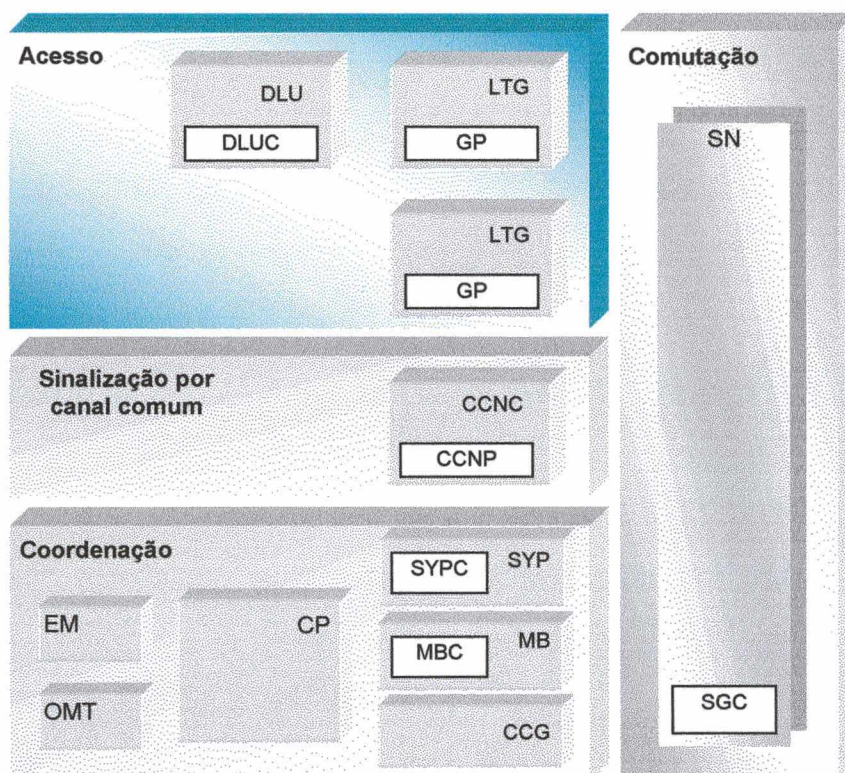 Acesso
DLU
DLUC
LTG
GP
LTG
GP
Sinalização por
canal comum
CCNC
CCNP
Coordenação
EM
OMT
CP
SYPC
SYP
MBC
MB
CCG
Comutação
SN
SGC